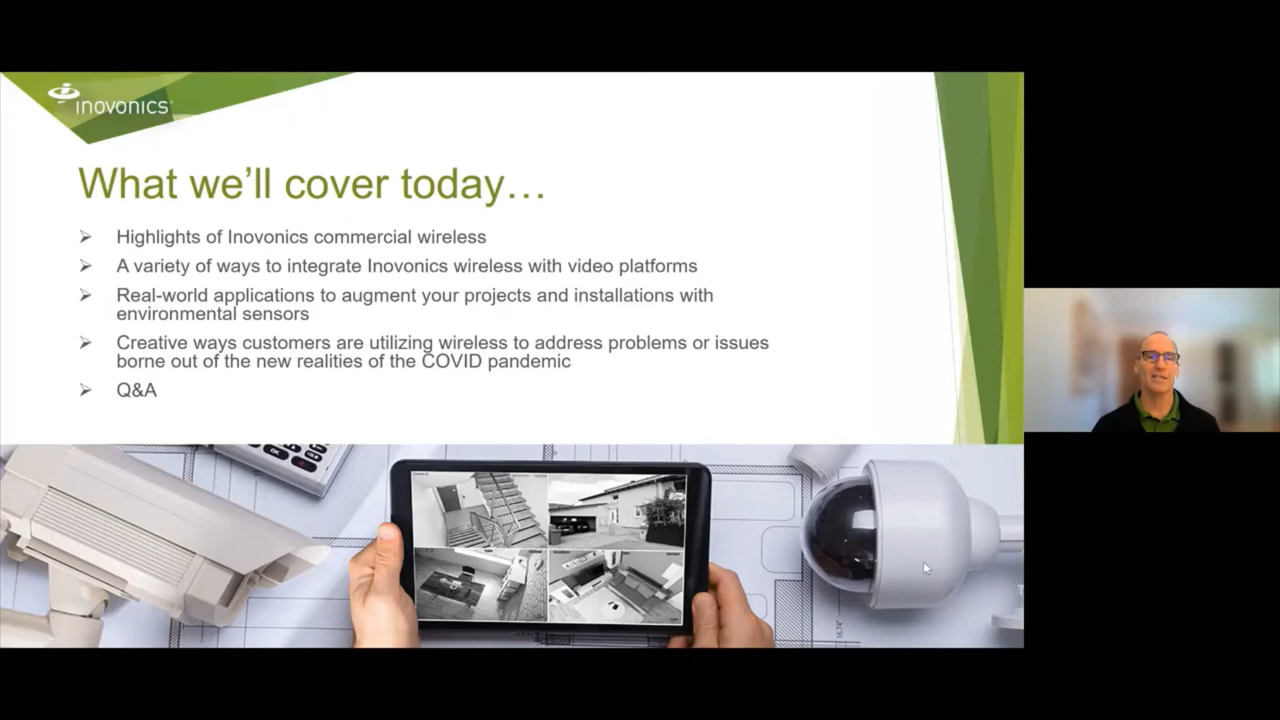 inovonics
What we'll cover today…
Highlights of Inovonics commercial wireless
A variety of ways to integrate Inovonics wireless with video platforms
Real-world applications to augment your projects and installations with
environmental sensors
Creative ways customers are utilizing wireless to address problems or issues
borne out of the new realities of the COVID pandemic
Q&A